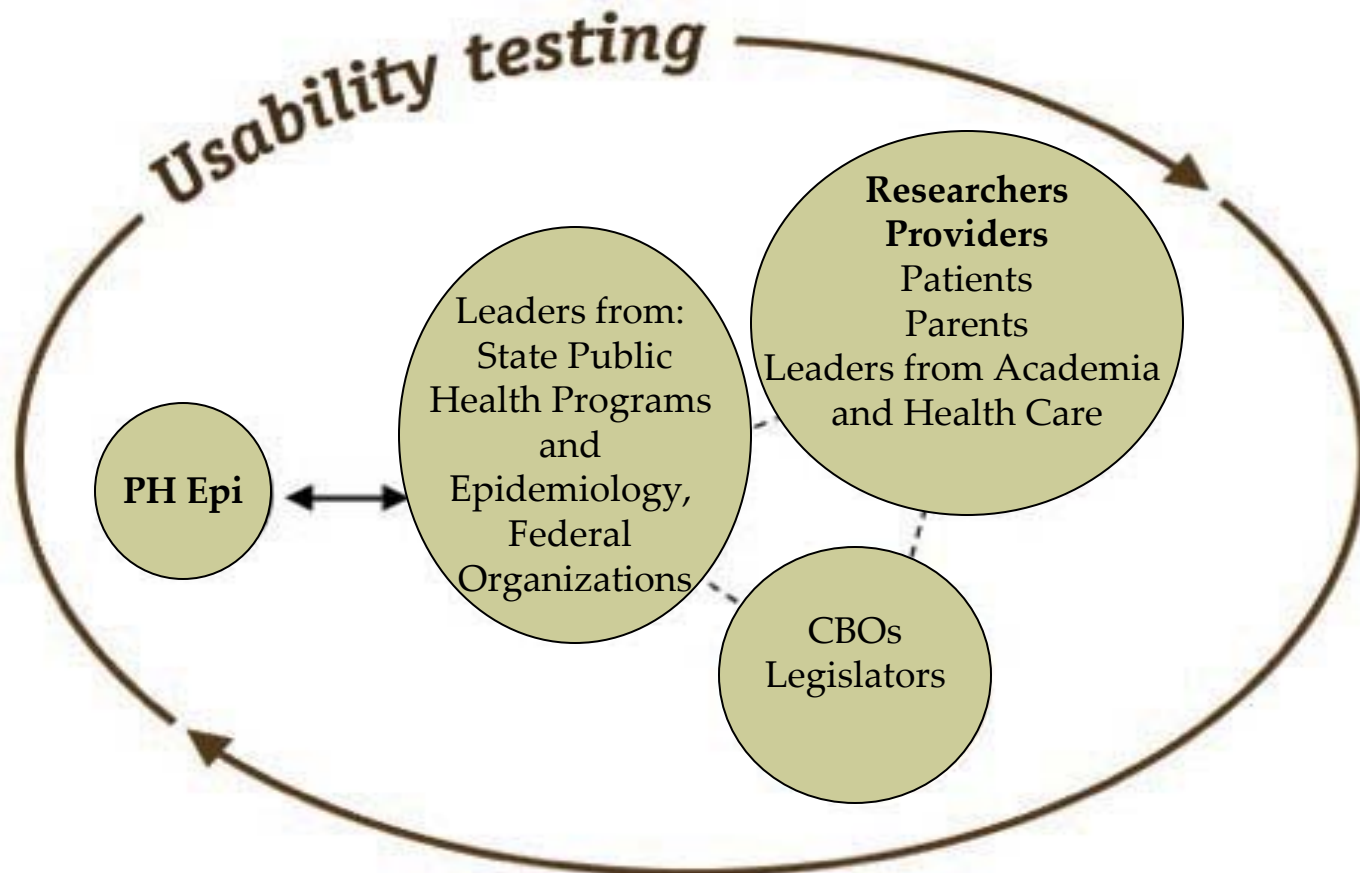 Usability testing
Researchers
Providers
Patients
Parents
Leaders from Academia
and Health Care
Leaders from:
State Public
Health Programs
and
Epidemiology,
Federal
Organizations
PH Epi
CBOs
Legislators